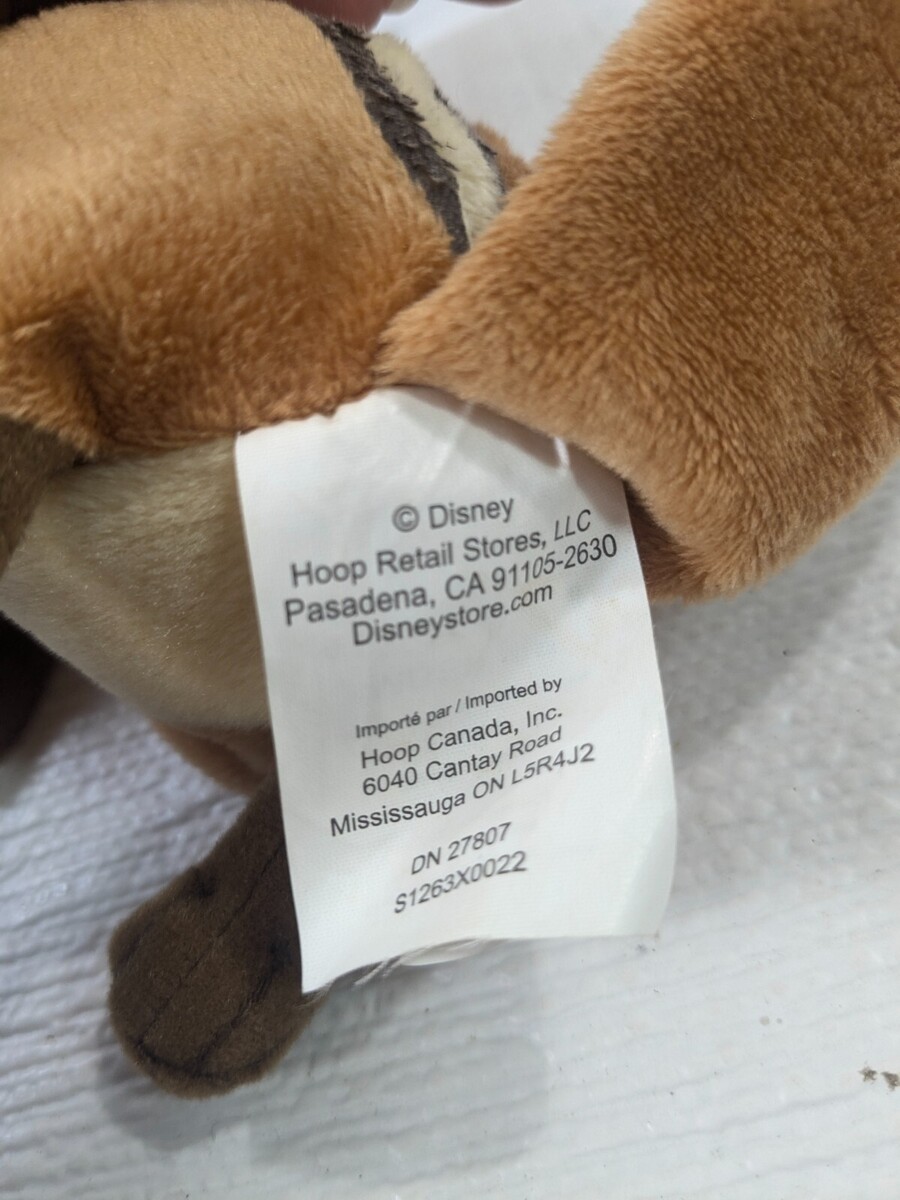 © Disney
Hoop Retail Stores, LLC
Pasadena, CA 91105-2630
Disneystore.com
Importé par / Imported by
Hoop Canada, Inc.
6040 Cantay Road
Mississauga ON L5R4J2
DN 27807
S1263X0022